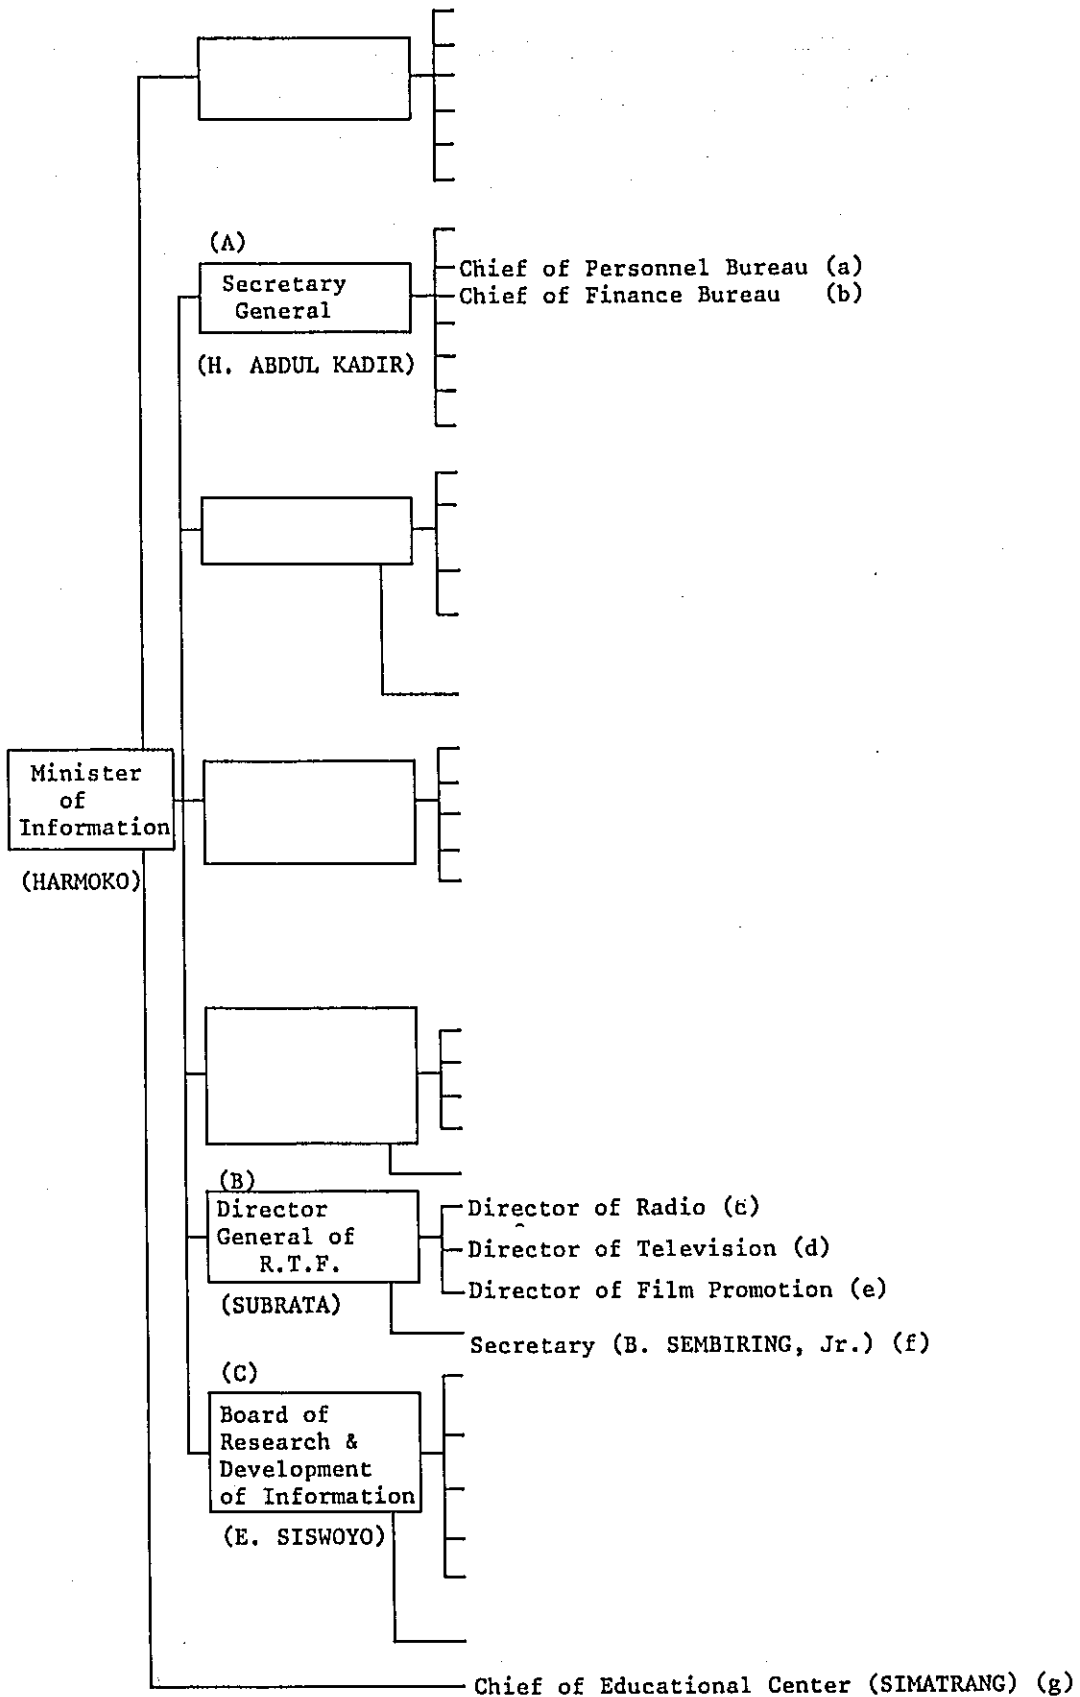 (A)
Secretary
General
(H. ABDUL KADIR)
Chief of Personnel Bureau (a)
Chief of Finance Bureau (b)
Minister
of
Information
(HARMOKO)
(B)
Director
General of
R.T.F.
(SUBRATA)
Director of Radio (c)
Director of Television (d)
Director of Film Promotion (e)
Secretary (B. SEMBIRING, Jr.) (f)
(C)
Board of
Research &
Development
of Information
(E. SISWOYO)
Chief of Educational Center (SIMATRANG) (g)